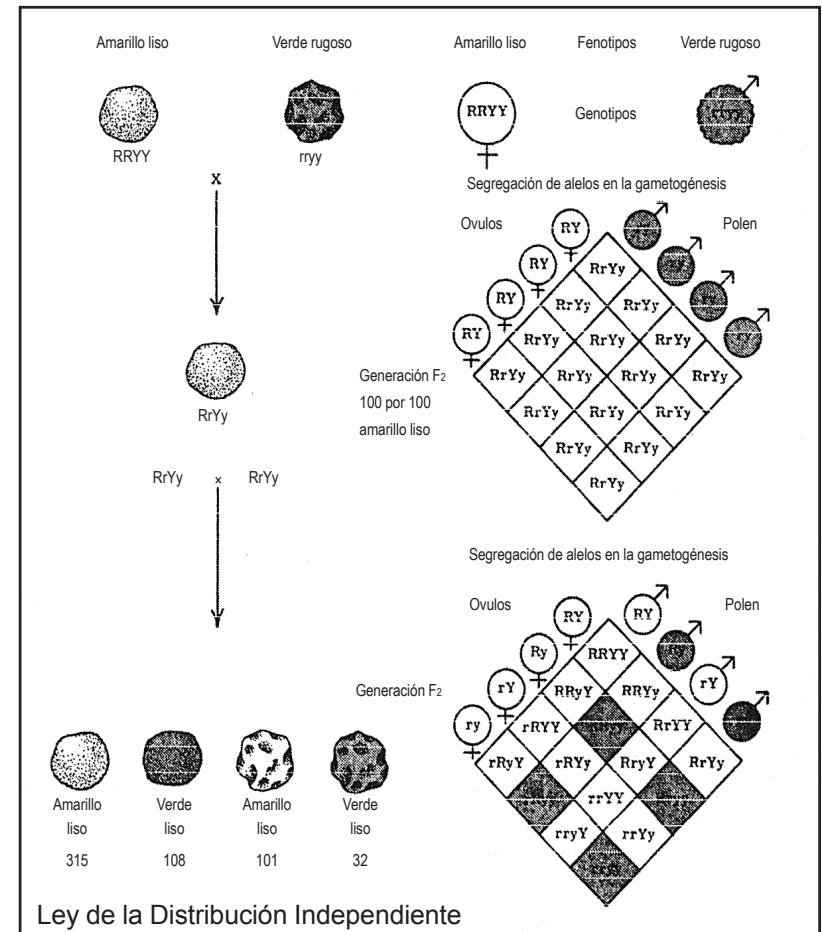 Amarillo liso Verde rugoso Amarillo liso Fenotipos Verde rugoso
RRYY Genotipos
RRYY rryy
X
Segregación de alelos en la gametogénesis
Ovulos Polen
RY
RY
RY
RY ry
RrYy
RrYy RrYy
RrYy RrYy RrYy
RrYy RrYy RrYy RrYy
RrYy RrYy RrYy
RrYy RrYy
RrYy
Generación F2
100 por 100
amarillo liso
RrYy
RrYy x RrYy
Segregación de alelos en la gametogénesis
Ovulos Polen
RY RY
Ry
rY rY
ry
RRYY
RRyY RRYy
rRYY RrYY
rRyY rRYy RryY RrYy
rrYY
rryY rrYy
Generación F2
Amarillo Verde Amarillo Verde
liso liso liso liso
315 108 101 32
Ley de la Distribución Independiente